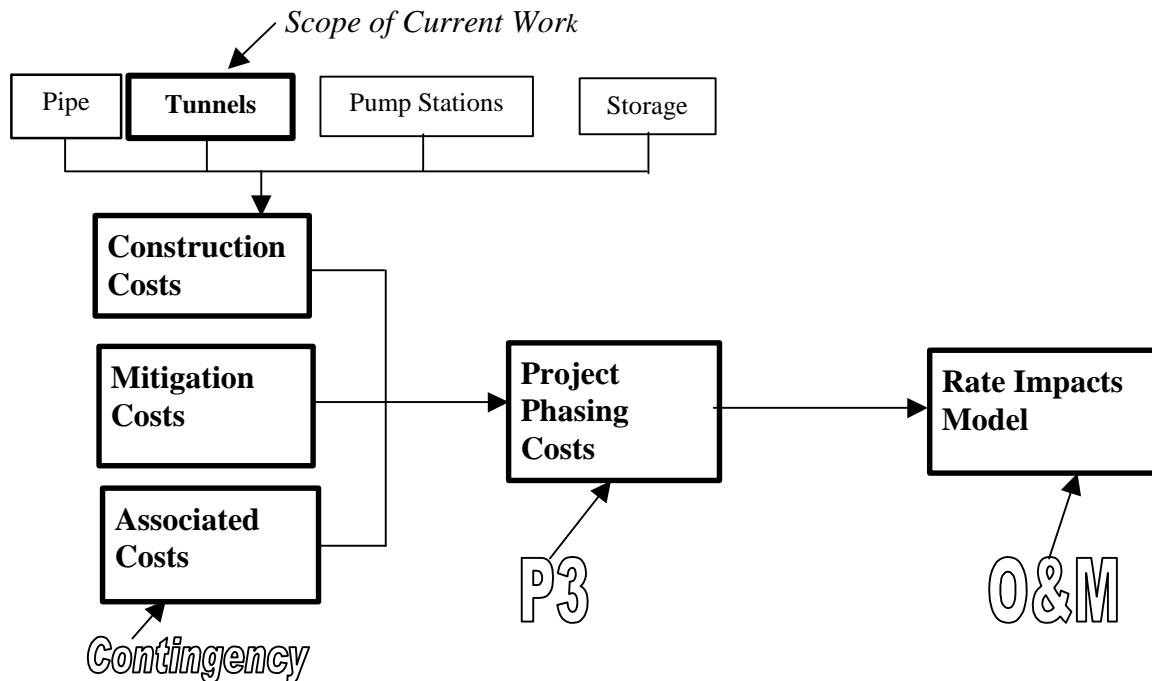 Scope of Current Work
Pipe
Tunnels
Pump Stations
Storage
Construction
Costs
Mitigation
Costs
Project
Phasing
Costs
Rate Impacts
Model
Associated
Costs
P3
O&M
Contingency